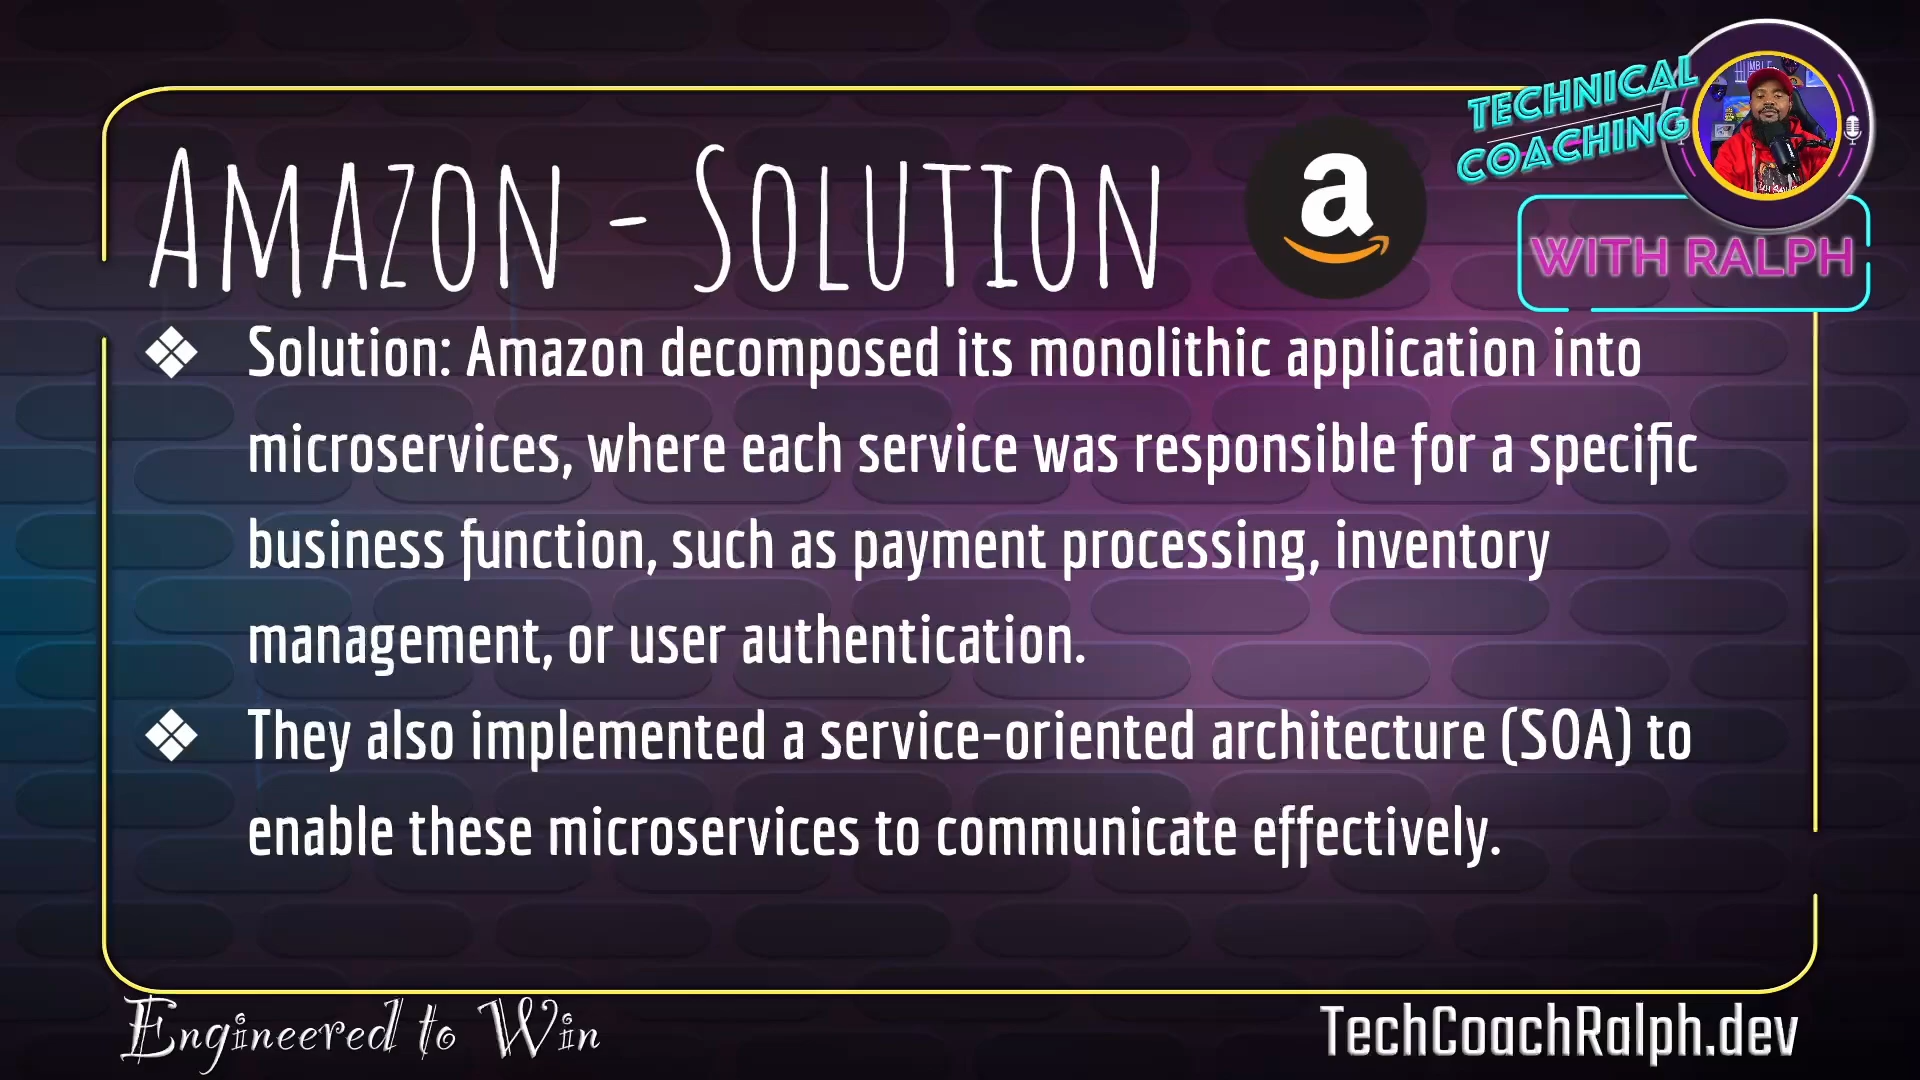 TECHNICAL
COACHING
WITH RALPH
AMAZON - SOLUTION
a
❖ Solution: Amazon decomposed its monolithic application into
microservices, where each service was responsible for a specific
business function, such as payment processing, inventory
management, or user authentication.
❖ They also implemented a service-oriented architecture (SOA) to
enable these microservices to communicate effectively.
Engineered to Win
TechCoachRalph.dev